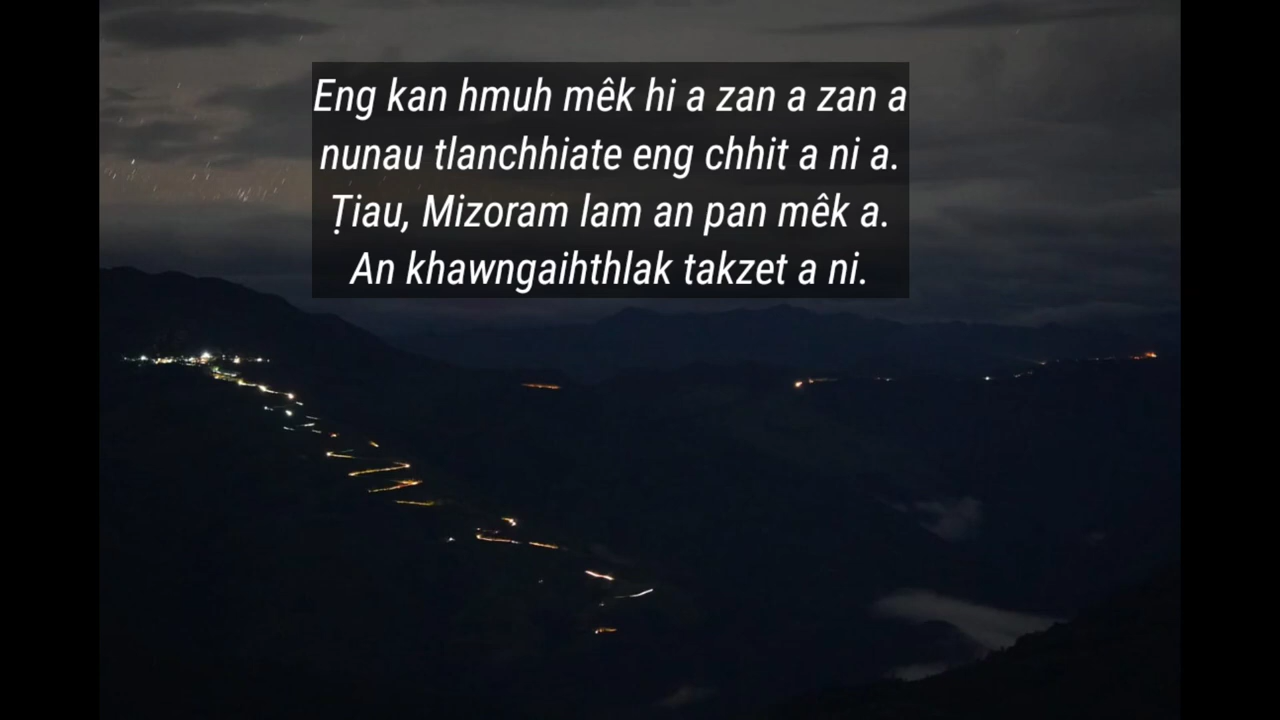 Eng kan hmuh mêk hi a zan a zan a
nunau tlanchhiate eng chhit a ni a.
Ṭiau, Mizoram lam an pan mêk a.
An khawngaihthlak takzet a ni.